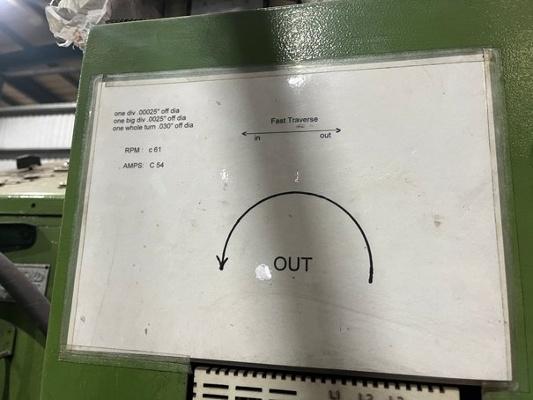 one div .00025" off dia
one big div .0025" off dia
one whole turn .030" off dia
Fast Traverse
in out
RPM : c 61
AMPS: C 54
OUT